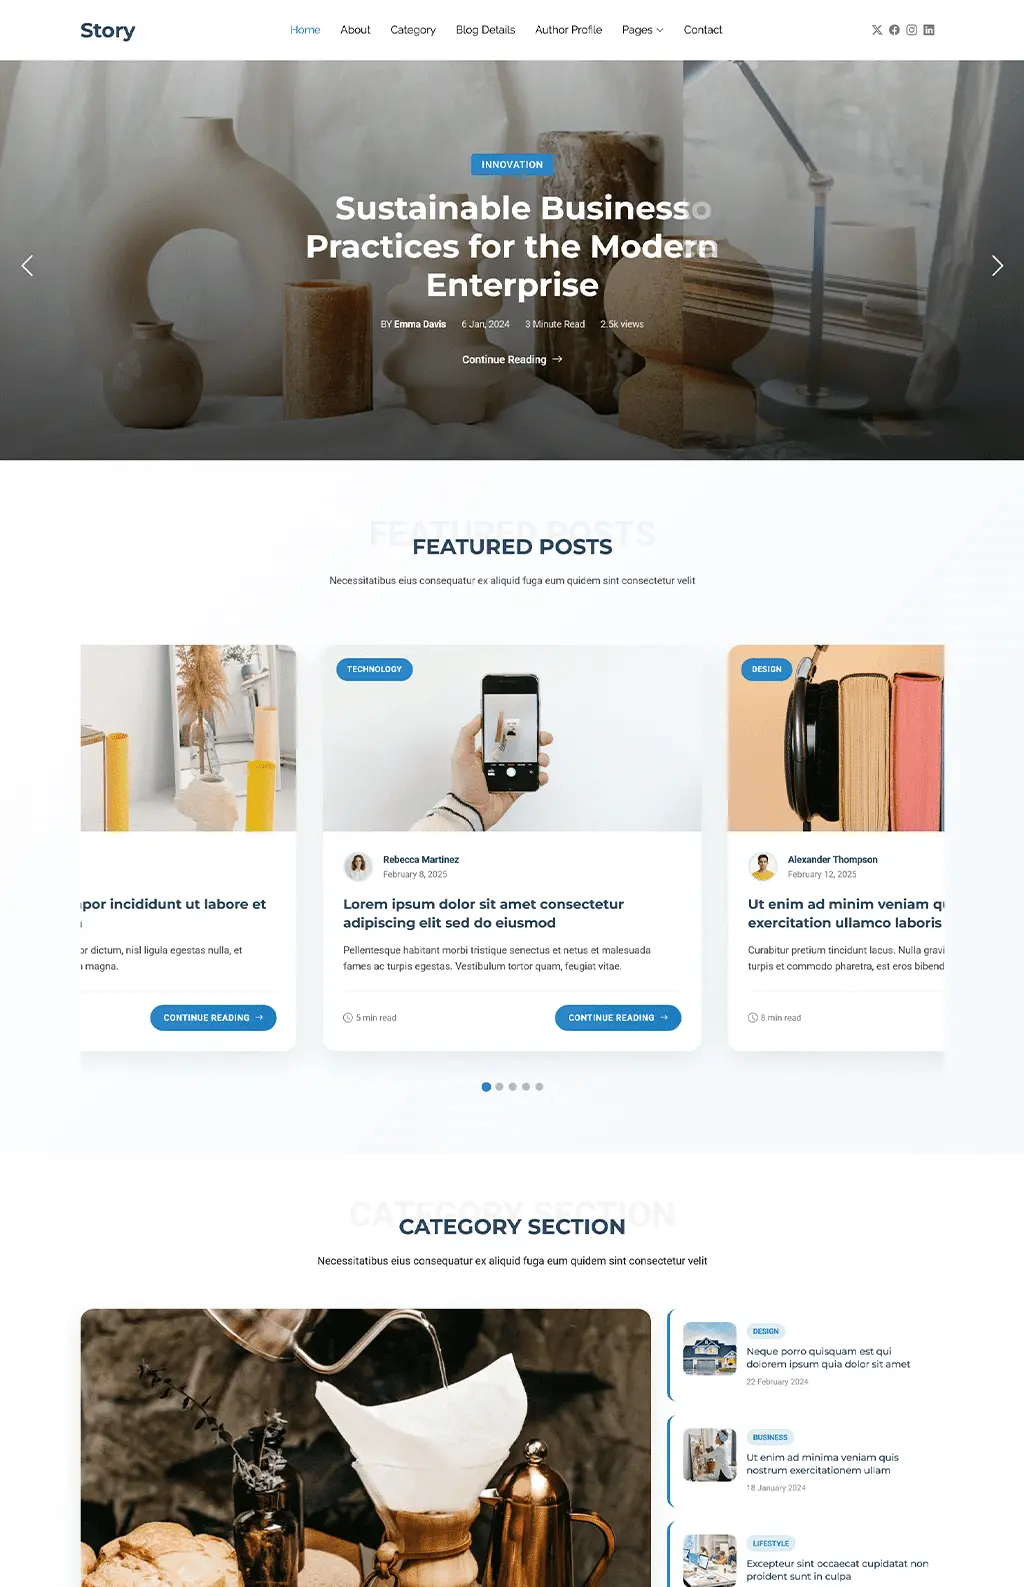 Story
Home About Category Blog Details Author Profile Pages Contact
INNOVATION
Sustainable Business
Practices for the Modern
Enterprise
BY Emma Davis 6 Jan, 2024 3 Minute Read 2.5k views
Continue Reading →
FEATURED POSTS
FEATURED POSTS
Necessitatibus eius consequatur ex aliquid fuga eum quidem sint consectetur velit
por incididunt ut labore et
or dictum, nisl ligula egestas nulla, et
magna.
CONTINUE READING →
TECHNOLOGY
Rebecca Martinez
February 8, 2025
Lorem ipsum dolor sit amet consectetur
adipiscing elit sed do eiusmod
Pellentesque habitant morbi tristique senectus et netus et malesuada
fames ac turpis egestas. Vestibulum tortor quam, feugiat vitae.
5 min read
CONTINUE READING →
DESIGN
Alexander Thompson
February 12, 2025
Ut enim ad minim veniam qu
exercitation ullamco laboris
Curabitur pretium tincidunt lacus. Nulla gravi
turpis et commodo pharetra, est eros bibend
8 min read
CATEGORY SECTION
CATEGORY SECTION
Necessitatibus eius consequatur ex aliquid fuga eum quidem sint consectetur velit
DESIGN
Neque porro quisquam est qui
dolorem ipsum quia dolor sit amet
22 February 2024
BUSINESS
Ut enim ad minima veniam quis
nostrum exercitationem ullam
18 January 2024
LIFESTYLE
Excepteur sint occaecat cupidatat non
proident sunt in culpa